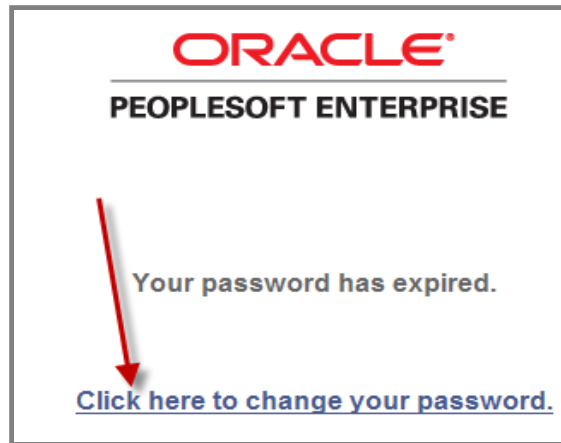 ORACLE®
PEOPLESOFT ENTERPRISE
Your password has expired.
Click here to change your password.